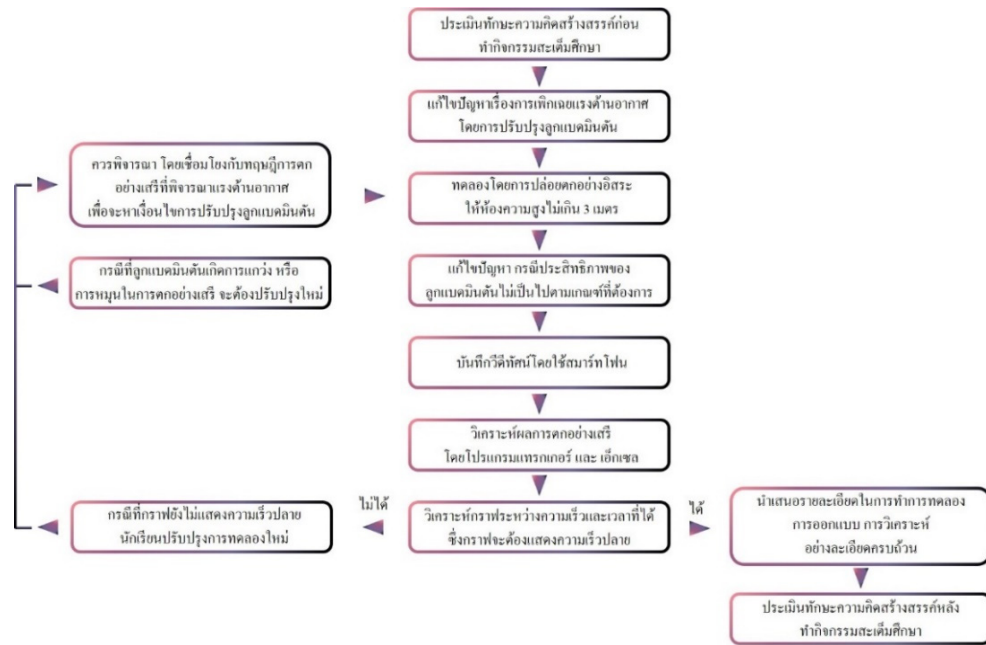 ประเมินทักษะความคิดสร้างสรรค์ก่อน
ทำกิจกรรมสะเต็มศึกษา
แก้ไขปัญหาเรื่องการเพิกเฉยแรงต้านอากาศ
โดยการปรับปรุงลูกแบดมินตัน
ควรพิจารณา โดยเชื่อมโยงกับทฤษฎีการตก
อย่างเสรีที่พิจารณาแรงต้านอากาศ
เพื่อจะหาเงื่อนไขการปรับปรุงลูกแบดมินตัน
ทดลองโดยการปล่อยตกอย่างอิสระ
ให้ห้องความสูงไม่เกิน 3 เมตร
กรณีที่ลูกแบดมินตันเกิดการแกว่ง หรือ
การหมุนในการตกอย่างเสรี จะต้องปรับปรุงใหม่
แก้ไขปัญหา กรณีประสิทธิภาพของ
ลูกแบดมินตันไม่เป็นไปตามเกณฑ์ที่ต้องการ
บันทึกวีดีทัศน์โดยใช้สมาร์ทโฟน
วิเคราะห์ผลการตกอย่างเสรี
โดยโปรแกรมแทรกเกอร์ และ เอ็กเซล
กรณีที่กราฟยังไม่แสดงความเร็วปลาย
นักเรียนปรับปรุงการทดลองใหม่
ไม่ได้
วิเคราะห์กราฟระหว่างความเร็วและเวลาที่ได้
ซึ่งกราฟจะต้องแสดงความเร็วปลาย
ได้
นำเสนอรายละเอียดในการทำการทดลอง
การออกแบบ การวิเคราะห์
อย่างละเอียดครบถ้วน
ประเมินทักษะความคิดสร้างสรรค์หลัง
ทำกิจกรรมสะเต็มศึกษา